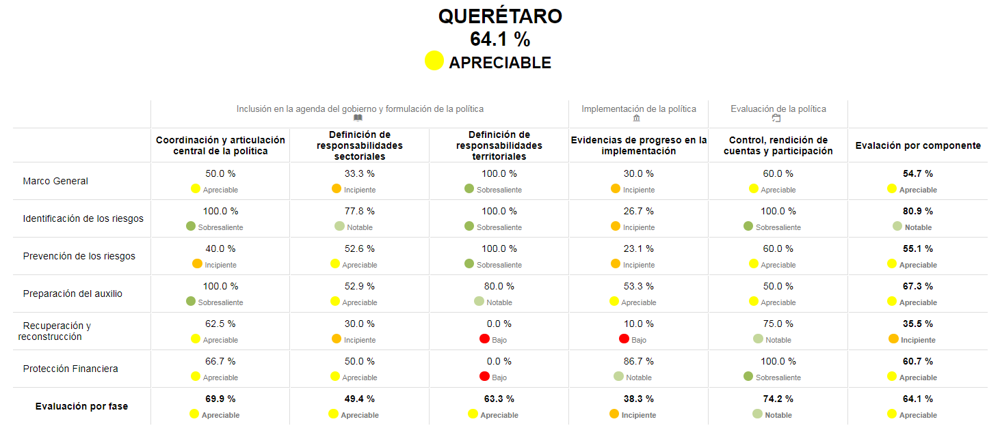 QUERÉTARO
64.1 %
APRECIABLE
Inclusión en la agenda del gobierno y formulación de la política
Implementación de la política
Evaluación de la política
Coordinación y articulación central de la política
Definición de responsabilidades sectoriales
Definición de responsabilidades territoriales
Evidencias de progreso en la implementación
Control, rendición de cuentas y participación
Evalación por componente
Marco General
50.0 % 33.3 % 100.0 % 30.0 % 60.0 % 54.7 %
Apreciable Incipiente Sobresaliente Incipiente Apreciable Apreciable
Identificación de los riesgos
100.0 % 77.8 % 100.0 % 26.7 % 100.0 % 80.9 %
Sobresaliente Notable Sobresaliente Incipiente Sobresaliente Notable
Prevención de los riesgos
40.0 % 52.6 % 100.0 % 23.1 % 60.0 % 55.1 %
Incipiente Apreciable Sobresaliente Incipiente Apreciable Apreciable
Preparación del auxilio
100.0 % 52.9 % 80.0 % 53.3 % 50.0 % 67.3 %
Sobresaliente Apreciable Notable Apreciable Apreciable Apreciable
Recuperación y
reconstrucción
62.5 % 30.0 % 0.0 % 10.0 % 75.0 % 35.5 %
Apreciable Incipiente Bajo Bajo Notable Incipiente
Protección Financiera
66.7 % 50.0 % 0.0 % 86.7 % 100.0 % 60.7 %
Apreciable Apreciable Bajo Notable Sobresaliente Apreciable
Evaluación por fase
69.9 % 49.4 % 63.3 % 38.3 % 74.2 % 64.1 %
Apreciable Apreciable Apreciable Incipiente Notable Apreciable